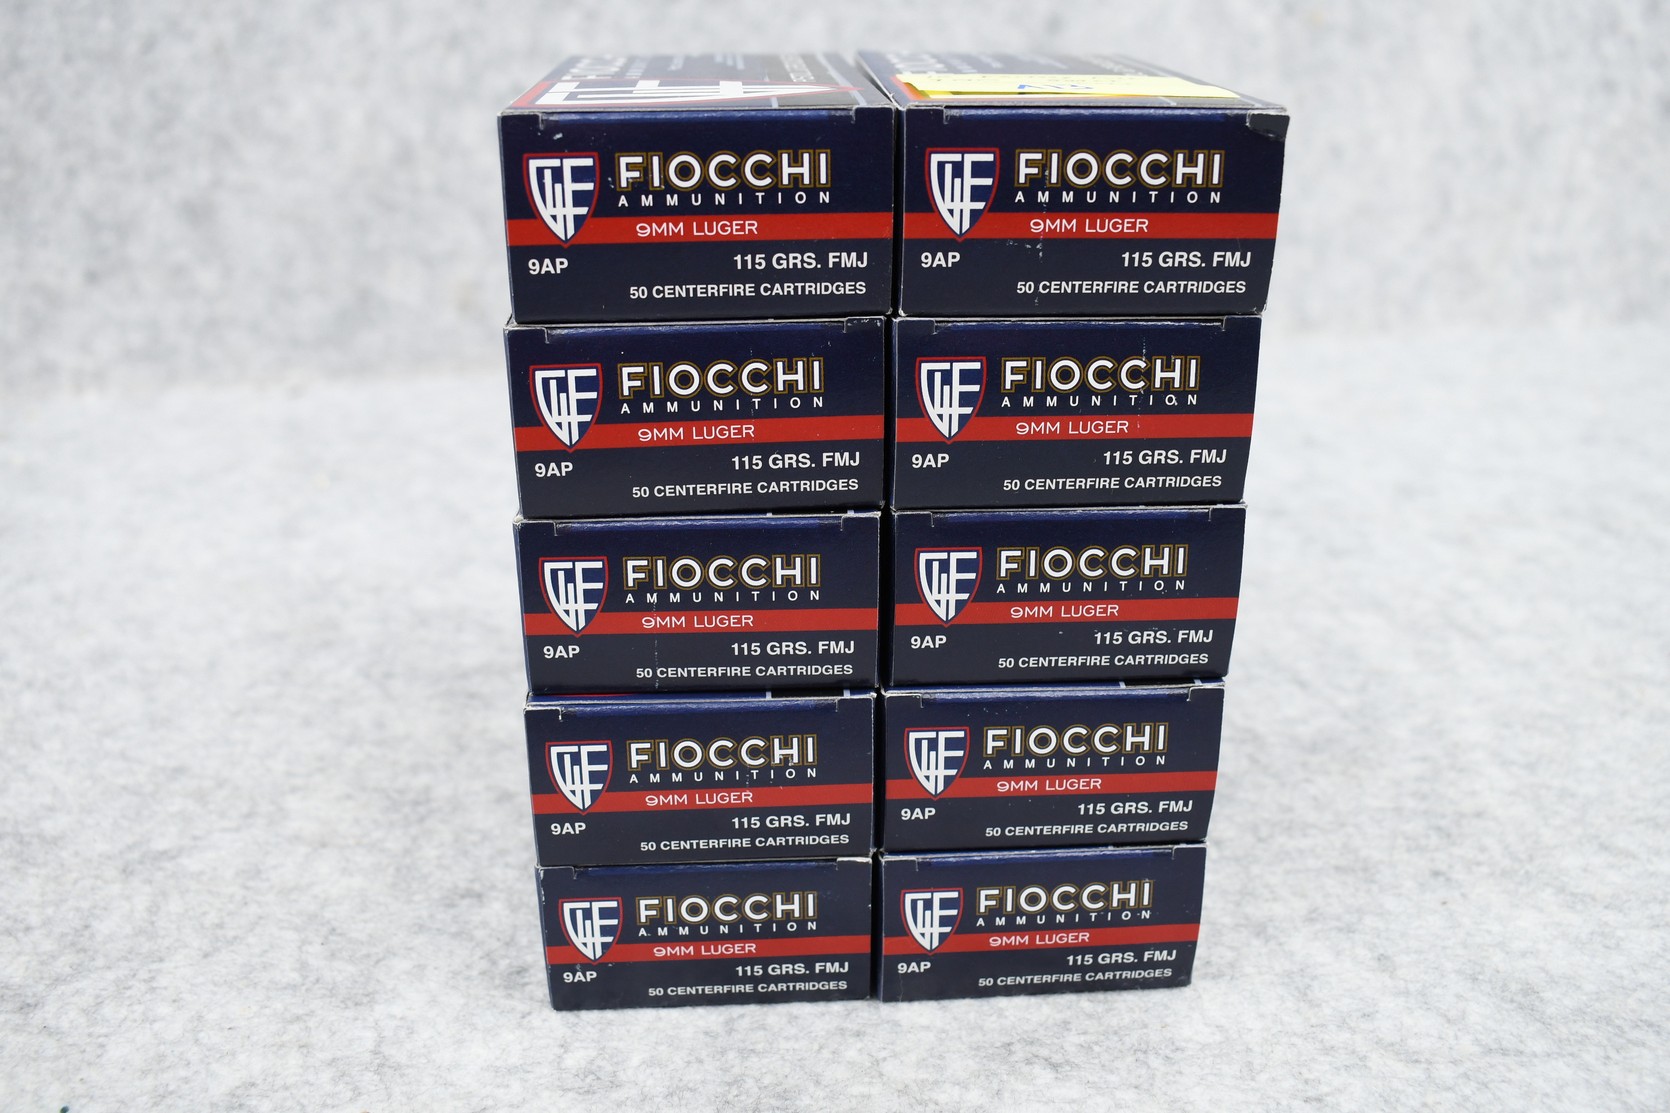 FIOCCHI
AMMUNITION
9MM LUGER
9AP
115 GRS. FMJ
50 CENTERFIRE CARTRIDGES
FIOCCHI
AMMUNITION
9MM LUGER
9AP
115 GRS. FMJ
50 CENTERFIRE CARTRIDGES
FIOCCHI
AMMUNITION
9MM LUGER
9AP
115 GRS. FMJ
50 CENTERFIRE CARTRIDGES
FIOCCHI
AMMUNITION
9MM LUGER
9AP
115 GRS. FMJ
50 CENTERFIRE CARTRIDGES
FIOCCHI
AMMUNITION
9MM LUGER
9AP
115 GRS. FMJ
50 CENTERFIRE CARTRIDGES
FIOCCHI
AMMUNITION
9MM LUGER
9AP
115 GRS. FMJ
50 CENTERFIRE CARTRIDGES
FIOCCHI
AMMUNITION
9MM LUGER
9AP
115 GRS. FMJ
50 CENTERFIRE CARTRIDGES
FIOCCHI
AMMUNITION
9MM LUGER
9AP
115 GRS. FMJ
50 CENTERFIRE CARTRIDGES
FIOCCHI
AMMUNITION
9MM LUGER
9AP
115 GRS. FMJ
50 CENTERFIRE CARTRIDGES
FIOCCHI
AMMUNITION
9MM LUGER
9AP
115 GRS. FMJ
50 CENTERFIRE CARTRIDGES